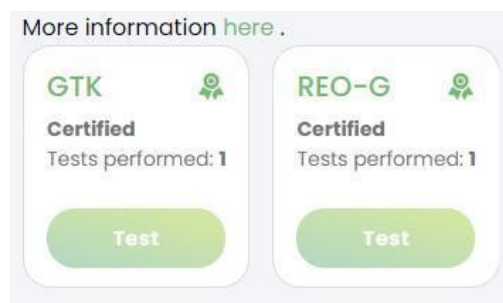 More information here .
GTK
Certified
Tests performed: 1
Test
REO-G
Certified
Tests performed: 1
Test